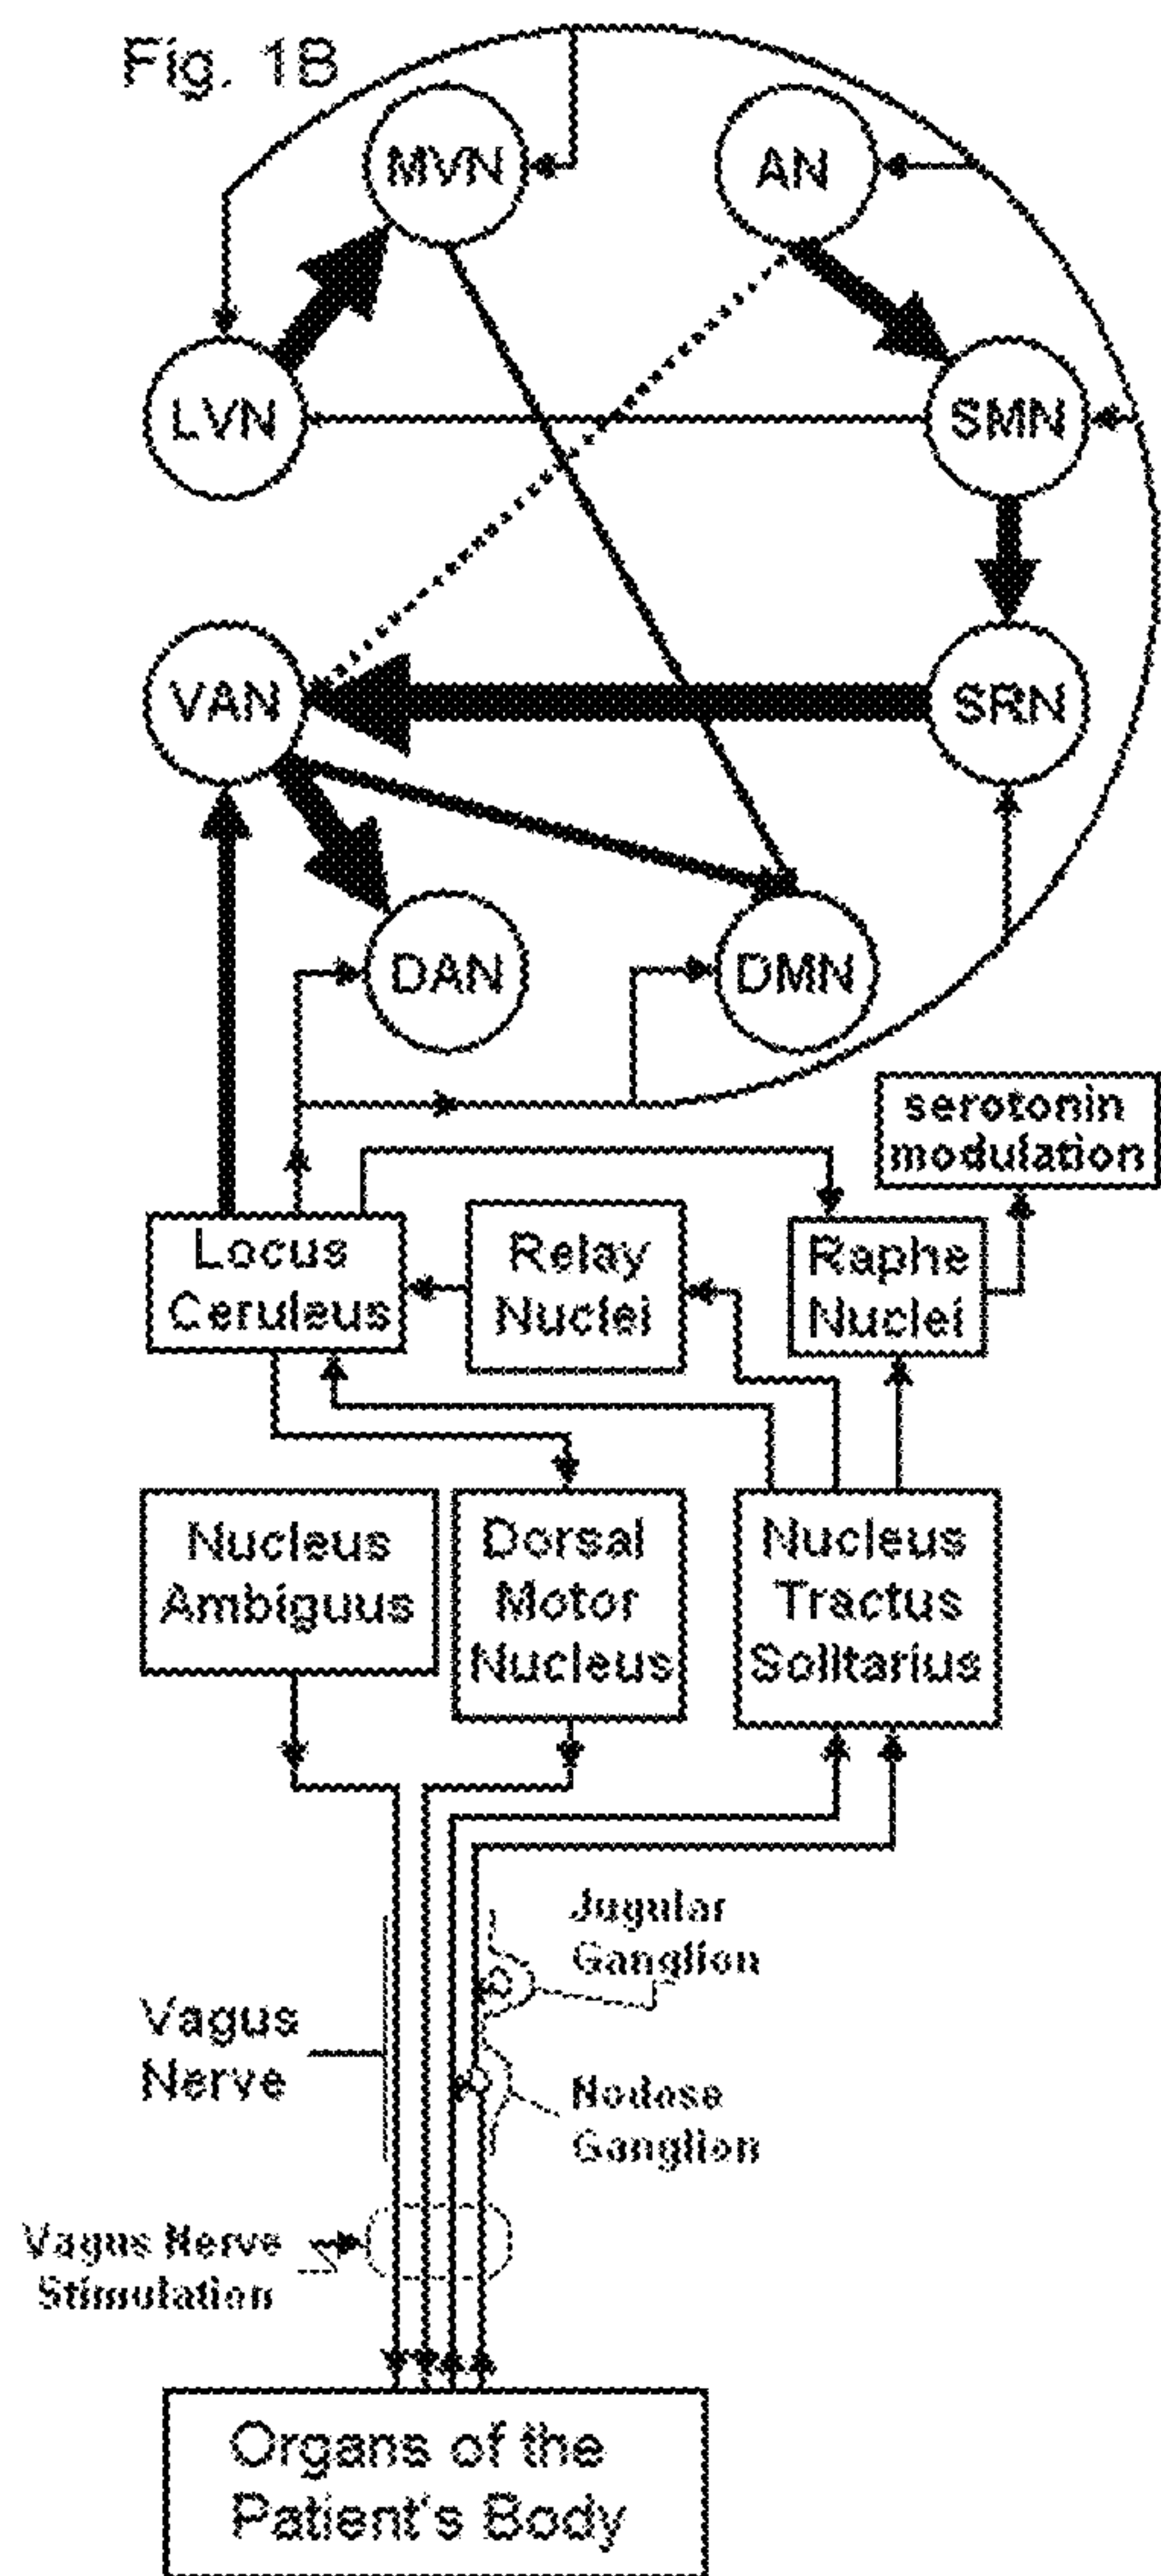 Fig. 1B
MVN
AN
LVN
SMN
VAN
SRN
DAN
DMN
serotonin
modulation
Locus
Ceruleus
Relay
Nuclei
Raphe
Nuclei
Nucleus
Ambiguus
Dorsal
Motor
Nucleus
Nucleus
Tractus
Solitarius
Jugular
Ganglion
Vagus
Nerve
Nodose
Ganglion
Vagus Nerve
Stimulation
Organs of the
Patient's Body